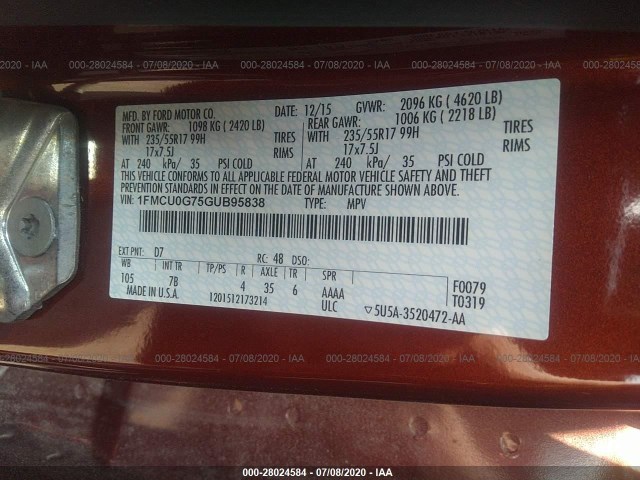 000-28024584 - 07/08/2020 - IAA
MFD. BY FORD MOTOR CO.
DATE: 12/15 GVWR: 2096 KG ( 4620 LB)
FRONT GAWR: 1098 KG ( 2420 LB) REAR GAWR: 1006 KG ( 2218 LB)
WITH 235/55R17 99H TIRES WITH 235/55R17 99H TIRES
17x7.5J RIMS 17x7.5J RIMS
AT 240 kPa/ 35 PSI COLD AT 240 kPa/ 35 PSI COLD
THIS VEHICLE CONFORMS TO ALL APPLICABLE FEDERAL MOTOR VEHICLE SAFETY AND THEFT
PREVENTION STANDARDS IN EFFECT ON THE DATE OF MANUFACTURE SHOWN ABOVE.
VIN: 1FMCU0G75GUB95838 TYPE: MPV
EXT PNT: D7 RC: 48 DSO:
WB INT TR TP/PS R AXLE TR SPR
105 7B 4 35 6 AAAA
F0079
T0319
MADE IN U.S.A. 1201512173214 ULC ▽5U5A-3520472-AA
000-28024584 - 07/08/2020 - IAA
000-28024584 - 07/08/2020 - IAA